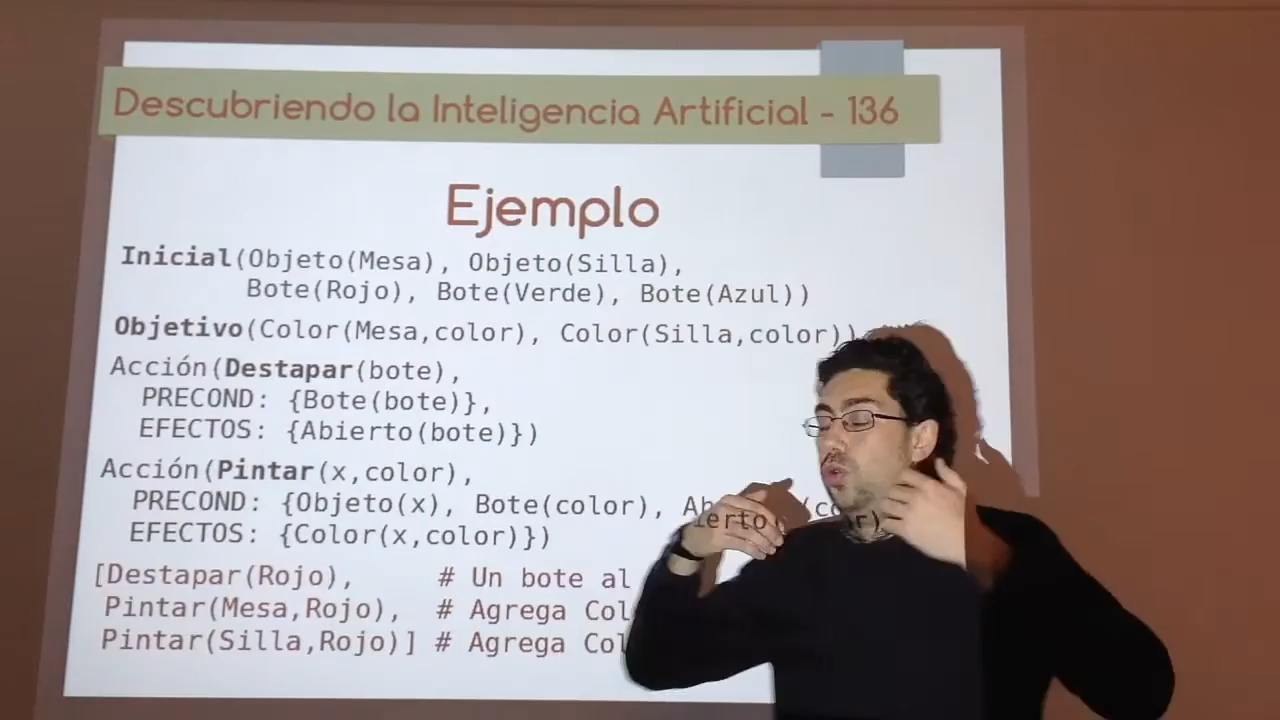 Descubriendo la Inteligencia Artificial - 136
Ejemplo
Inicial(Objeto(Mesa), Objeto(Silla),
Bote(Rojo), Bote(Verde), Bote(Azul))
Objetivo(Color(Mesa,color), Color(Silla,color))
Acción(Destapar(bote),
PRECOND: {Bote(bote)},
EFECTOS: {Abierto(bote)})
Acción(Pintar(x,color),
PRECOND: {Objeto(x), Bote(color),
EFECTOS: {Color(x,color)})
[Destapar(Rojo), # Un bote al
Pintar(Mesa,Rojo), # Agrega
Pintar(Silla,Rojo)] # Agrega